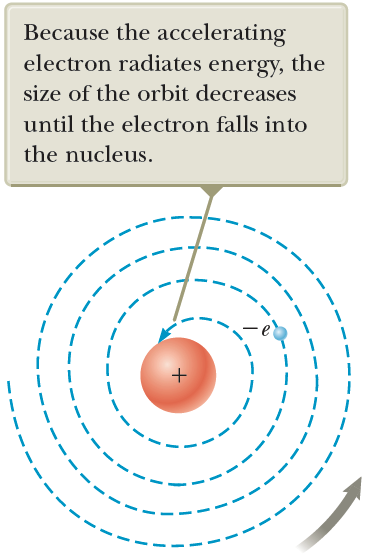 Because the accelerating
electron radiates energy, the
size of the orbit decreases
until the electron falls into
the nucleus.
−e
+